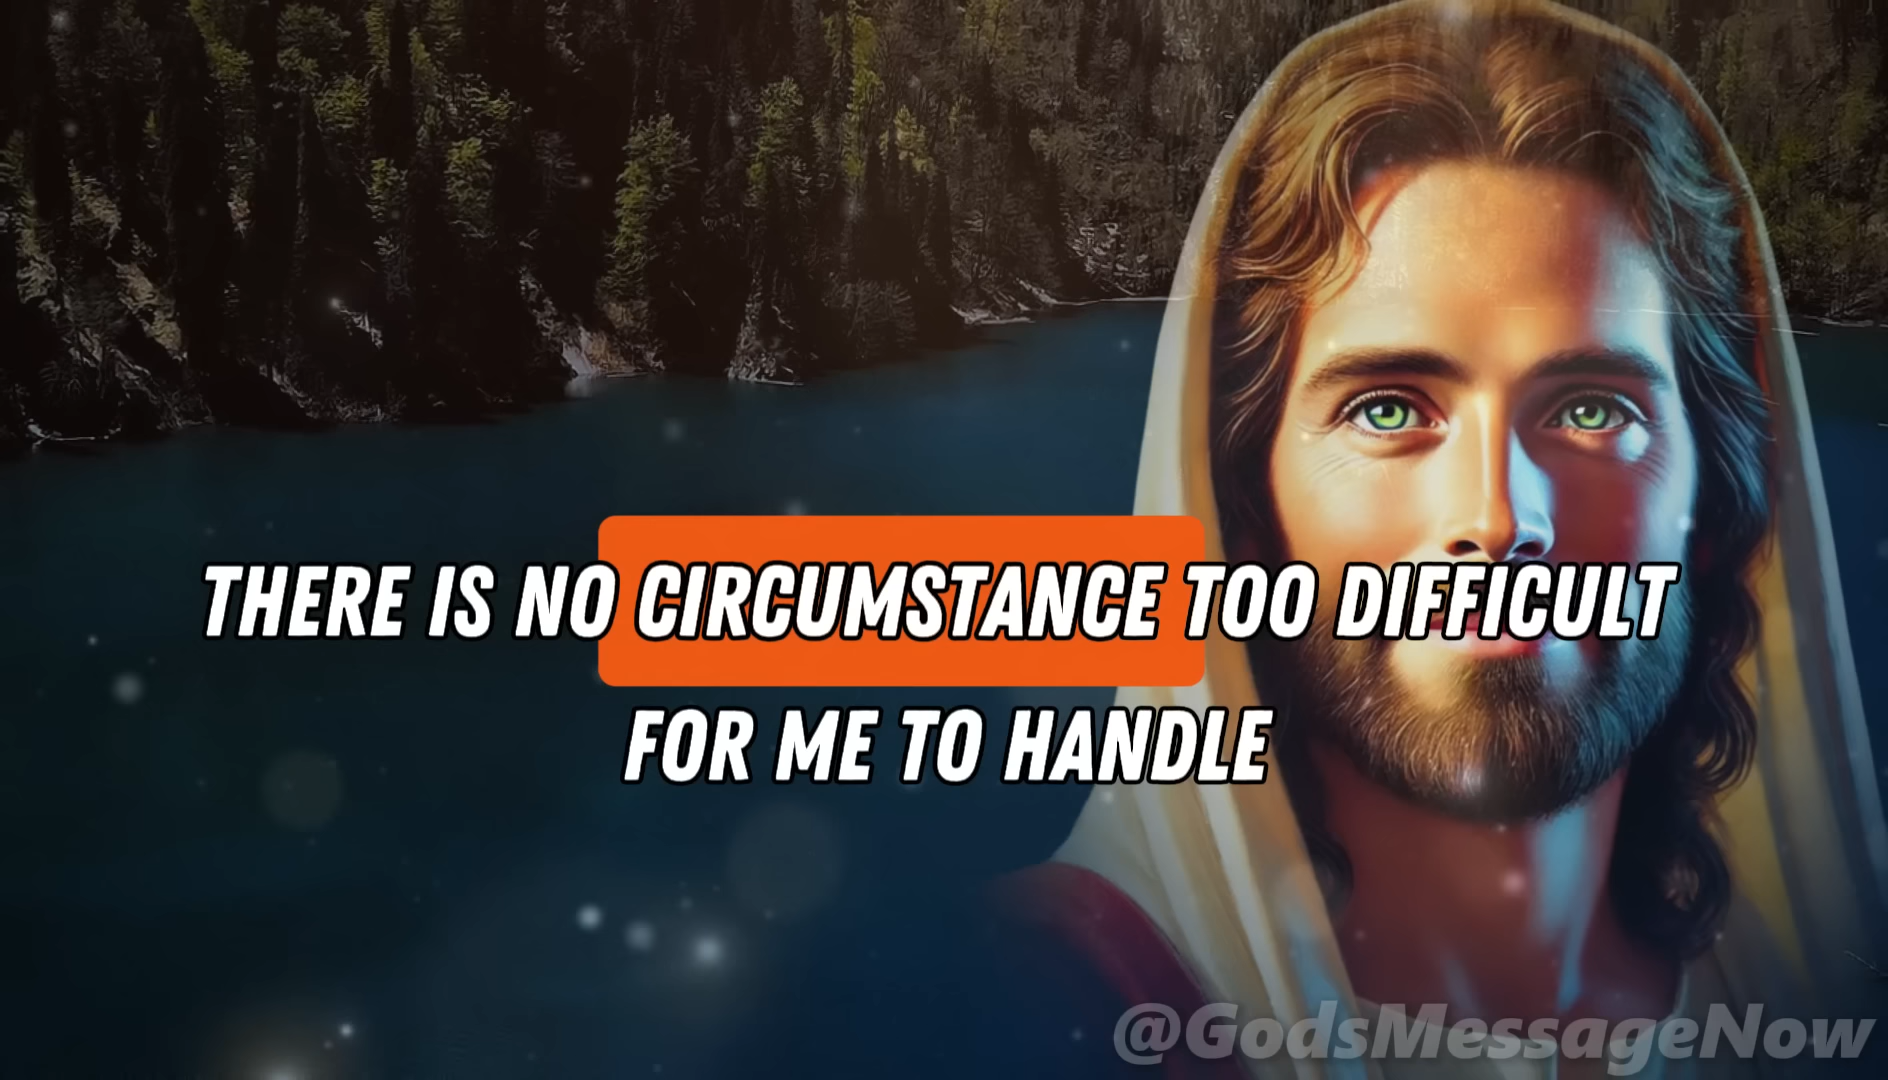 THERE IS NO CIRCUMSTANCE TOO DIFFICULT
FOR ME TO HANDLE
@GodsMessageNow